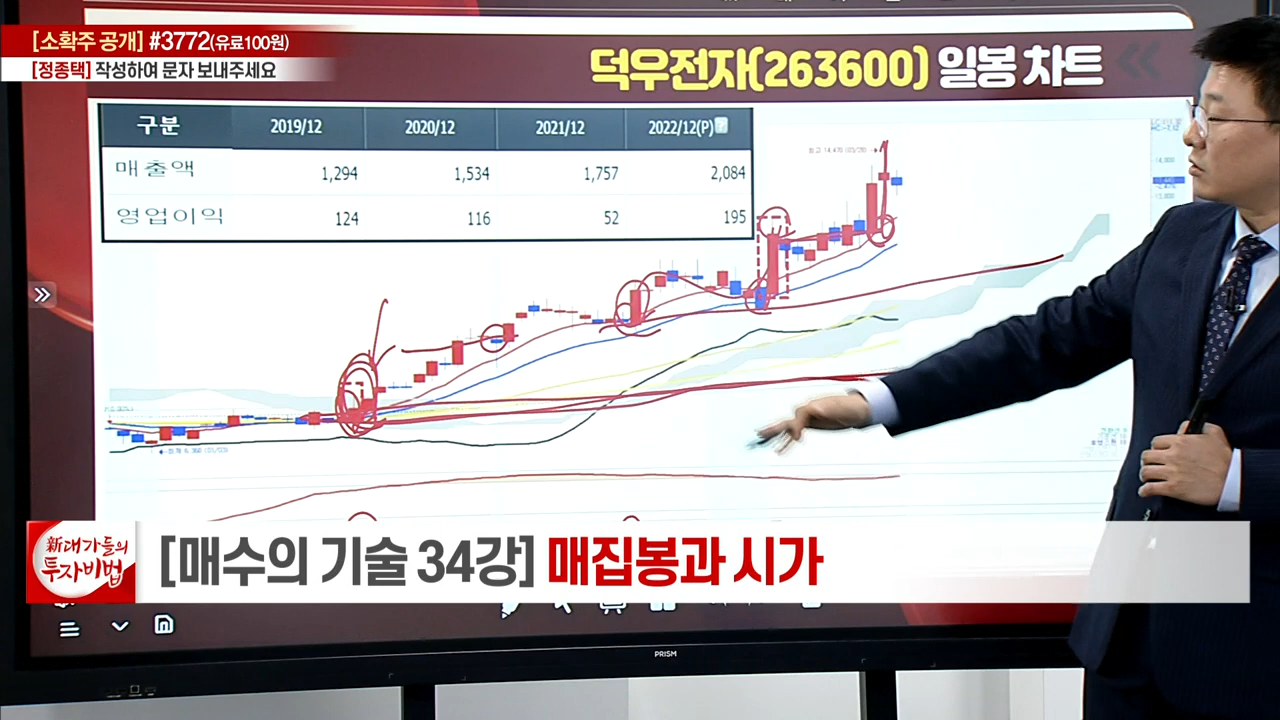 [소확주 공개] #3772(유료100원)
[정종택] 작성하여 문자 보내주세요
덕우전자(263600) 일봉 차트
구분 2019/12 2020/12 2021/12 2022/12(P)
매출액 1,294 1,534 1,757 2,084
영업이익 124 116 52 195
新대가들의
투자비법
[매수의 기술 34강] 매집봉과 시가
PRISM